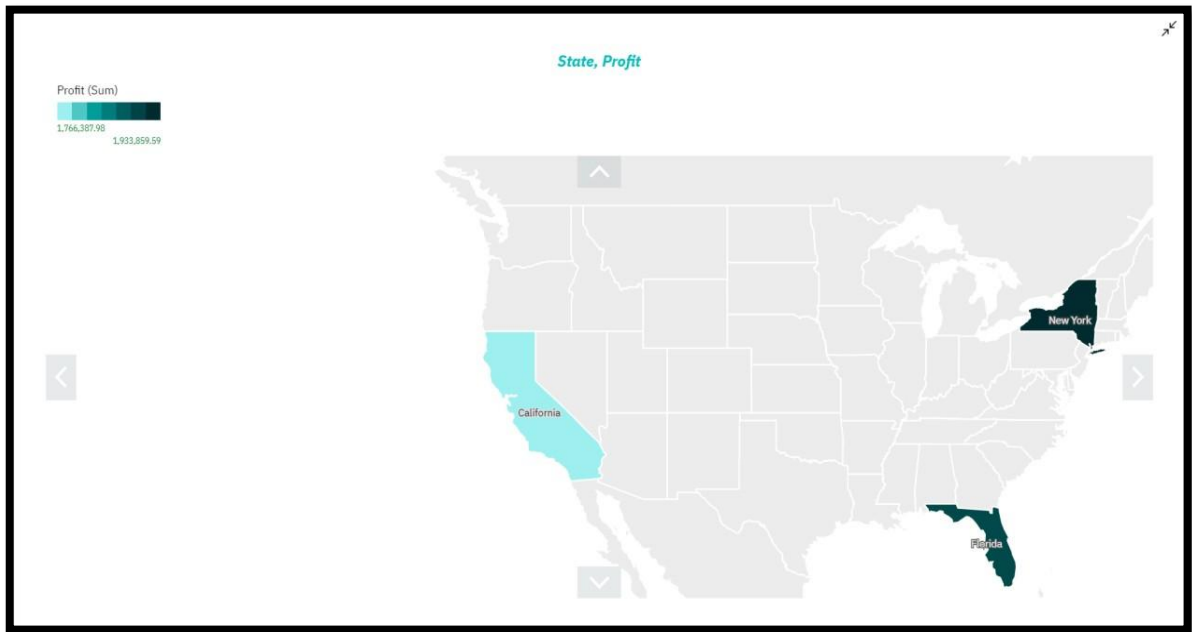 State, Profit
Profit (Sum)
1,766,387.98
1,933,859.59
New York
California
Florida